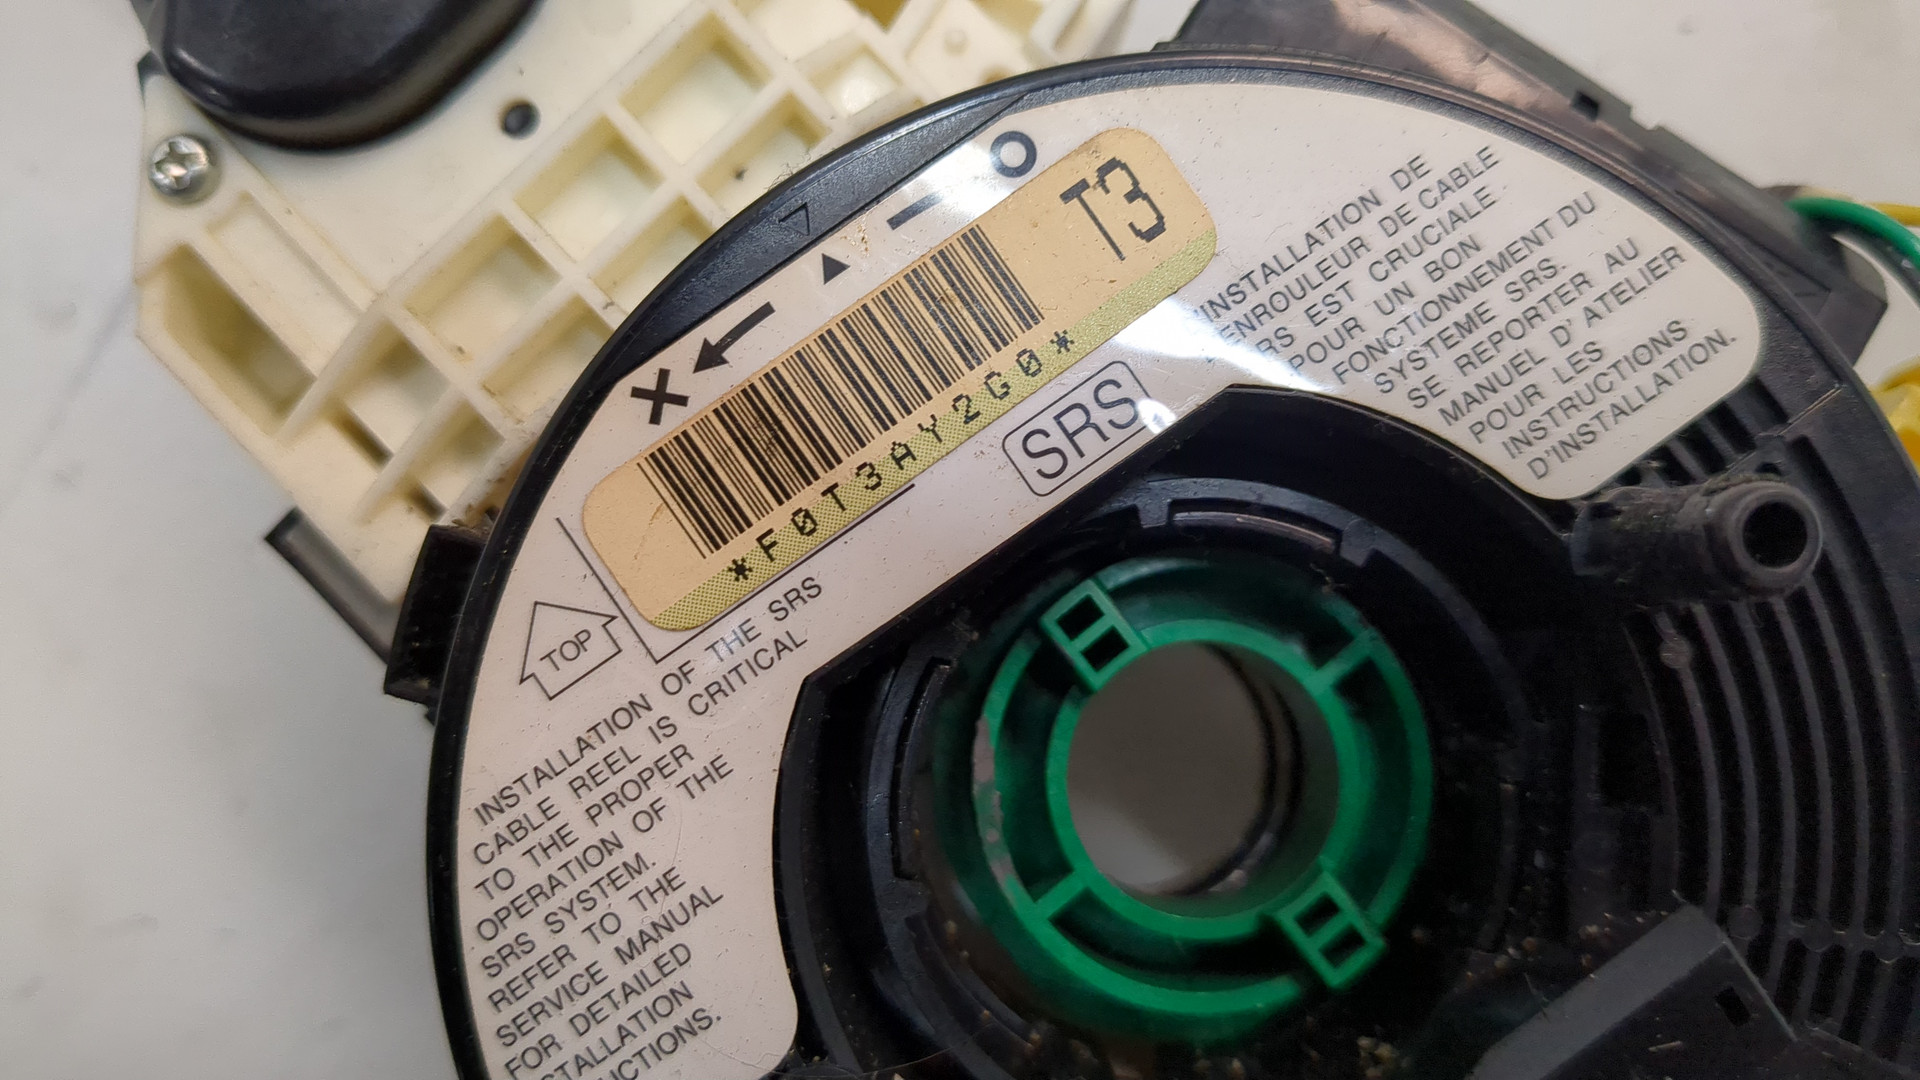 T3
*F0T3AY2G0*
SRS
TOP
INSTALLATION OF THE SRS
CABLE REEL IS CRITICAL
TO THE PROPER
OPERATION OF THE
SRS SYSTEM.
REFER TO THE
SERVICE MANUAL
FOR DETAILED
L'INSTALLATION DE
ENROULEUR DE CABLE
EST CRUCIALE
POUR UN BON
FONCTIONNEMENT DU
SYSTEME SRS.
SE REPORTER AU
MANUEL D'ATELIER
POUR LES
INSTRUCTIONS
D'INSTALLATION.